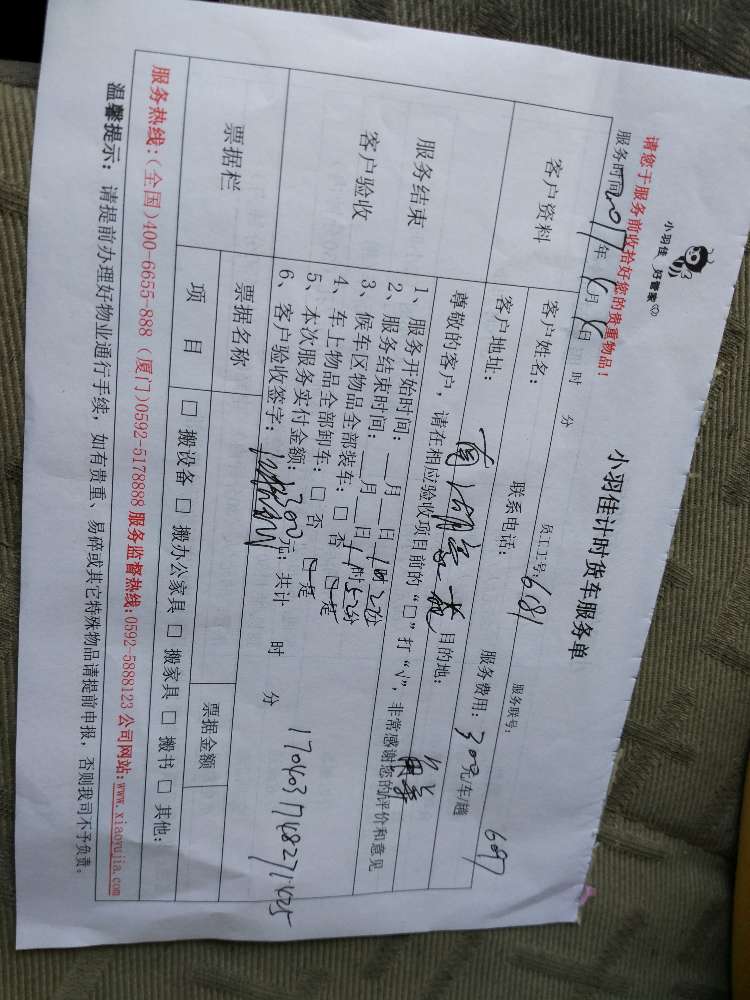 小羽佳 好管家
小羽佳计时货车服务单
请您于服务前收拾好您的贵重物品！
服务时间 年 月 日 时 分
员工工号: 681
服务联号:
697
客户资料
客户姓名:
联系电话:
服务费用: 300元车/趟
客户地址:
目的地:
服务结束
客户验收
尊敬的客户，请在相应验收项目前的“□”打“√”，非常感谢您的评价和意见
1、服务开始时间: __月__日
2、服务结束时间: __月__日
3、候车区物品全部装车: □ 否 □ 是
4、车上物品全部卸车: □ 否 □ 是
5、本次服务实付金额: 300元; 共计 时 分
6、客户验收签字:
17043174827425
票据栏
票据名称
票据金额
项 目
□ 搬设备 □ 搬办公家具 □ 搬家具 □ 搬书 □ 其他:
服务热线:(全国)400-6655-888 (厦门)0592-5178888 服务监督热线:0592-5888123 公司网站:www.xiaoyujia.com
温馨提示: 请提前办理好物业通行手续，如有贵重、易碎或其它特殊物品请提前申报，否则我司不予负责。